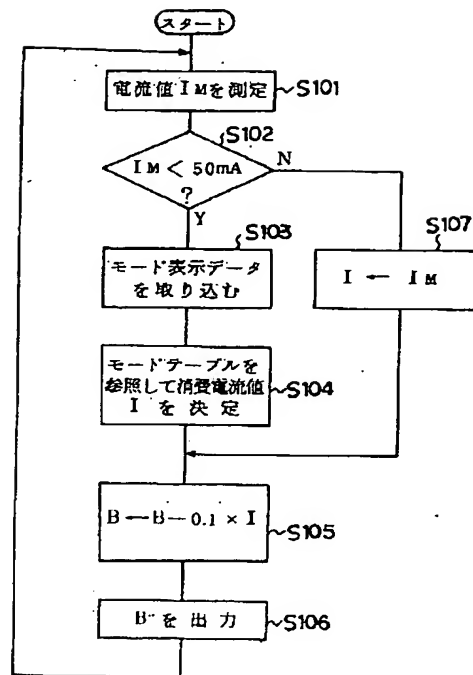 スタート
電流値 IMを測定
S101
S102
IM < 50mA
?
N
Y
S103
モード表示データ
を取り込む
S107
I ← IM
モードテーブルを
参照して消費電流値
I を決定
S104
B←B－0.1 × I
S105
B を出力
S106